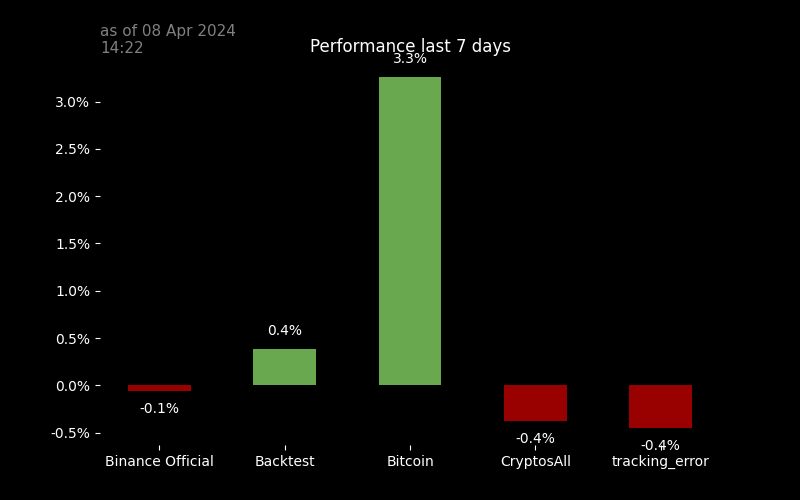 as of 08 Apr 2024
14:22
Performance last 7 days
3.3%
3.0%
2.5%
2.0%
1.5%
1.0%
0.5%
0.4%
0.0%
-0.1%
-0.5%
-0.4%
-0.4%
Binance Official
Backtest
Bitcoin
CryptosAll
tracking_error